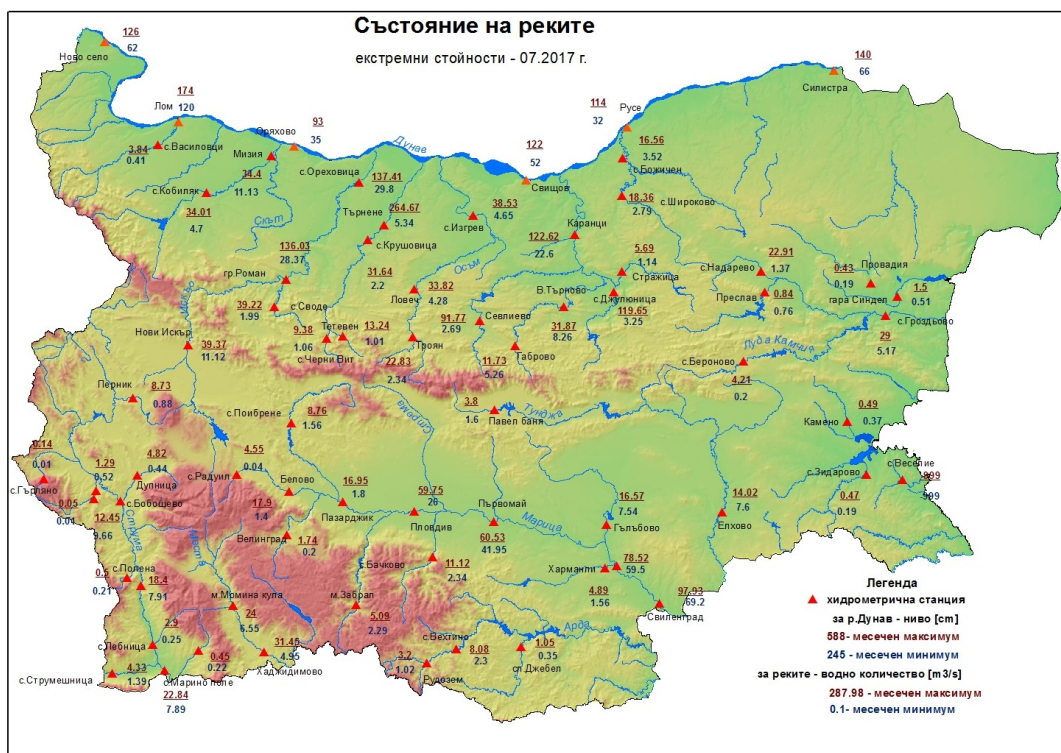 Състояние на реките
екстремни стойности - 07.2017 г.
126
62
Ново село
140
66
Силистра
174
120
Лом
93
35
Оряхово
114
32
Русе
Дунав
122
52
Свищов
3.84
0.41
с.Василовци
Мизия
34.4
11.13
с.Кобиляк
34.01
4.7
Скът
с.Ореховица
137.41
29.8
Търнене
264.67
5.34
с.Крушовица
31.64
2.2
38.53
4.65
с.Изгрев
16.56
3.52
с.Божичен
18.36
2.79
с.Широково
Каранци
122.62
22.6
5.69
1.14
Стражица
с.Надарево
22.91
1.37
0.43
0.19
Провадия
Преслав
0.84
0.76
гара Синдел
1.5
0.51
с.Гроздьово
29
5.17
136.03
28.37
гр.Роман
Осъм
Ловеч
33.82
4.28
В.Търново
с.Джулюница
119.65
3.25
39.22
1.99
с.Своде
Искър
Нови Искър
39.37
11.12
9.38
1.06
Тетевен
13.24
1.01
с.Черни Вит
91.77
2.69
Севлиево
31.87
8.26
Троян
22.83
2.34
11.73
5.26
Габрово
Луда Камчия
с.Бероново
4.21
0.2
Перник
8.73
0.88
с.Поибрене
8.76
1.56
Стряма
3.8
1.6
Павел баня
Тунджа
0.49
0.37
Камено
0.14
0.01
с.Гърляно
1.29
0.52
0.05
0.01
4.82
0.44
Дупница
с.Радуил
4.55
0.04
Белово
17.9
1.4
16.95
1.8
Пазарджик
59.75
26
Пловдив
Първомай
60.53
41.95
Марица
16.57
7.54
Гълъбово
14.02
7.6
Елхово
с.Зидарово
0.47
0.19
с.Веселие
899
999
с.Бобошево
12.45
9.66
Струма
Места
Велинград
1.74
0.2
с.Бачково
11.12
2.34
Харманли
4.89
1.56
78.52
59.5
97.93
69.2
Свиленград
0.5
0.21
с.Полена
18.4
7.91
м.Момина кула
24
6.55
м.Забрал
5.09
2.29
2.9
0.25
с.Лебница
0.45
0.22
31.45
4.95
Хаджидимово
с.Вехтино
8.08
2.3
Арда
1.05
0.35
сл.Джебел
3.2
1.02
Рудозем
4.33
1.39
с.Струмешница
с.Марино поле
22.84
7.89
Легенда
хидрометрична станция
за р.Дунав - ниво [cm]
588- месечен максимум
245 - месечен минимум
за реките - водно количество [m3/s]
287.98 - месечен максимум
0.1- месечен минимум